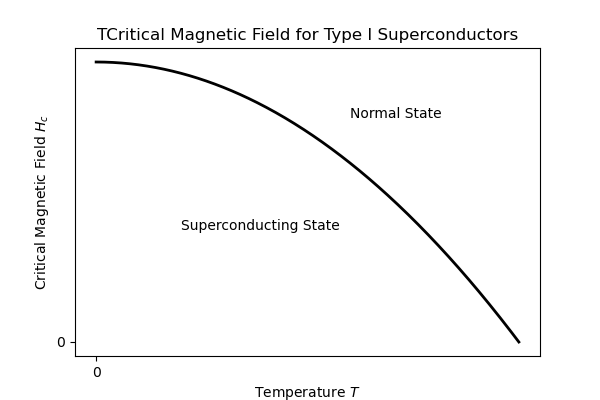 TCritical Magnetic Field for Type I Superconductors
Critical Magnetic Field H_c
Normal State
Superconducting State
0
0
Temperature T